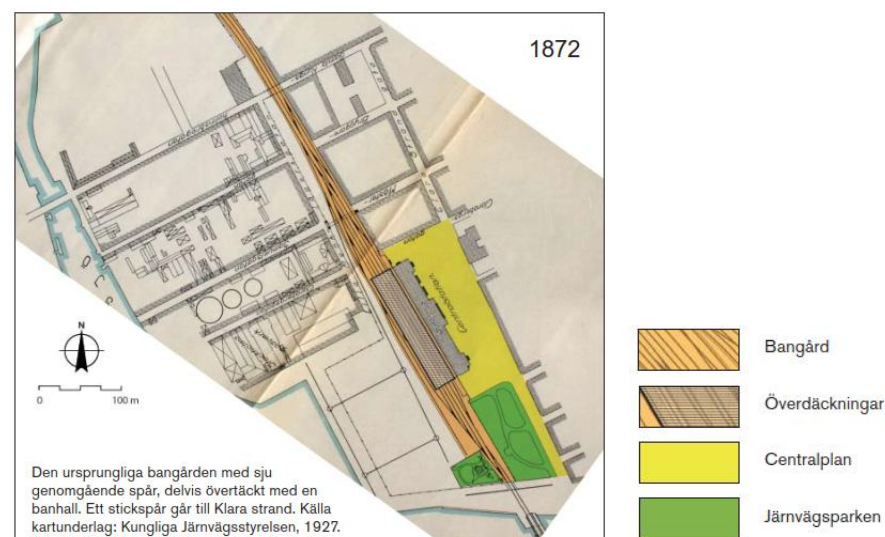 1872
Centralplan
N
0 100 m
Den ursprungliga bangården med sju
genomgående spår, delvis övertäckt med en
banhall. Ett stickspår går till Klara strand. Källa
kartunderlag: Kungliga Järnvägsstyrelsen, 1927.
Bangård
Överdäckningar
Centralplan
Järnvägsparken